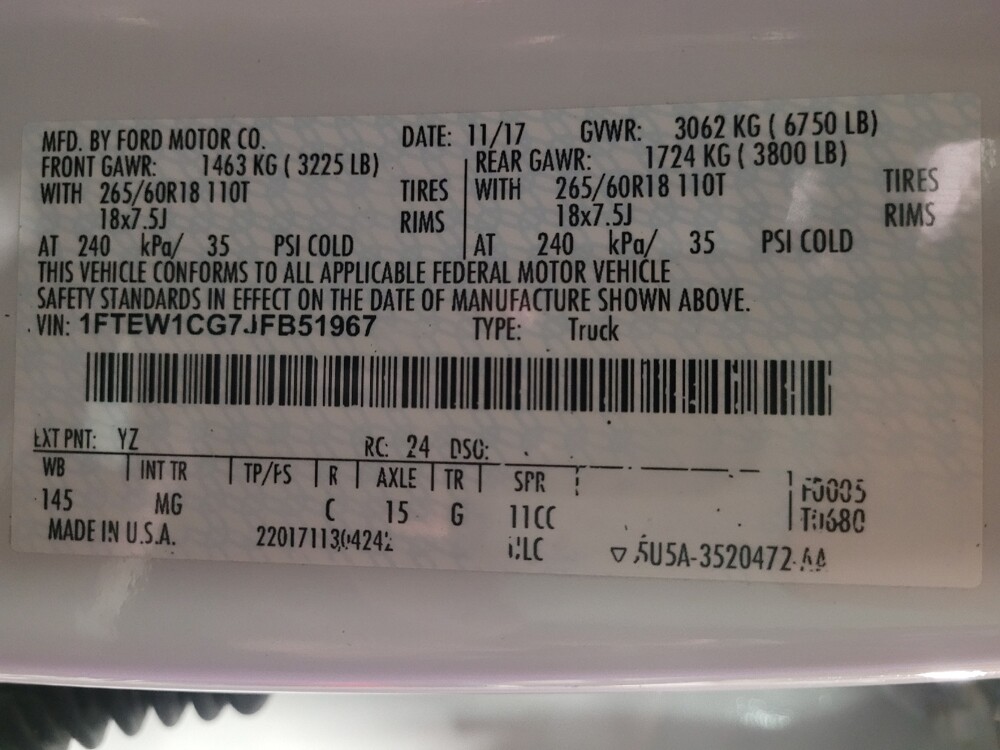 MFD. BY FORD MOTOR CO. DATE: 11/17 GVWR: 3062 KG ( 6750 LB)
FRONT GAWR: 1463 KG ( 3225 LB) REAR GAWR: 1724 KG ( 3800 LB)
WITH 265/60R18 110T TIRES WITH 265/60R18 110T TIRES
18x7.5J RIMS 18x7.5J RIMS
AT 240 kPa/ 35 PSI COLD AT 240 kPa/ 35 PSI COLD
THIS VEHICLE CONFORMS TO ALL APPLICABLE FEDERAL MOTOR VEHICLE
SAFETY STANDARDS IN EFFECT ON THE DATE OF MANUFACTURE SHOWN ABOVE.
VIN: 1FTEW1CG7JFB51967 TYPE: Truck
EXT PNT: YZ RC: 24 DSO:
WB INT TR TP/PS R AXLE TR SPR
145 MG C 15 G 11CC
MADE IN U.S.A. ▽ 5U5A-3520472-AA